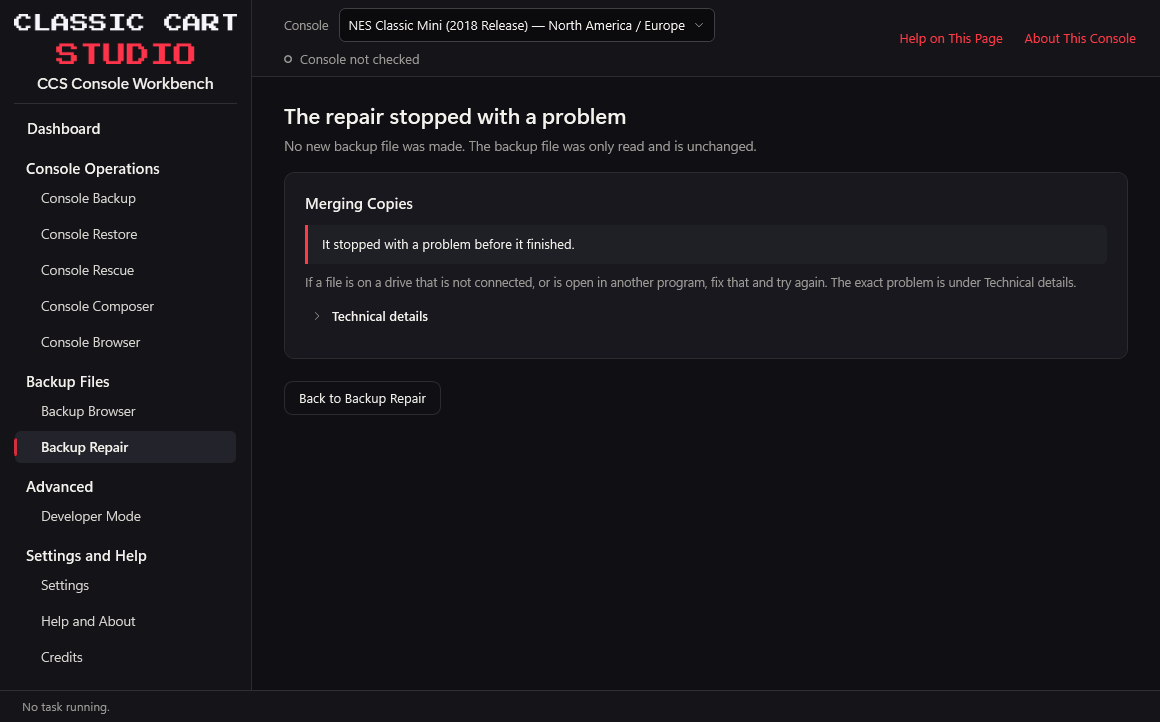 CLASSIC CART
STUDIO
CCS Console Workbench
Dashboard
Console Operations
Console Backup
Console Restore
Console Rescue
Console Composer
Console Browser
Backup Files
Backup Browser
Backup Repair
Advanced
Developer Mode
Settings and Help
Settings
Help and About
Credits
Console
NES Classic Mini (2018 Release) — North America / Europe
Console not checked
Help on This Page
About This Console
The repair stopped with a problem
No new backup file was made. The backup file was only read and is unchanged.
Merging Copies
It stopped with a problem before it finished.
If a file is on a drive that is not connected, or is open in another program, fix that and try again. The exact problem is under Technical details.
Technical details
Back to Backup Repair
No task running.